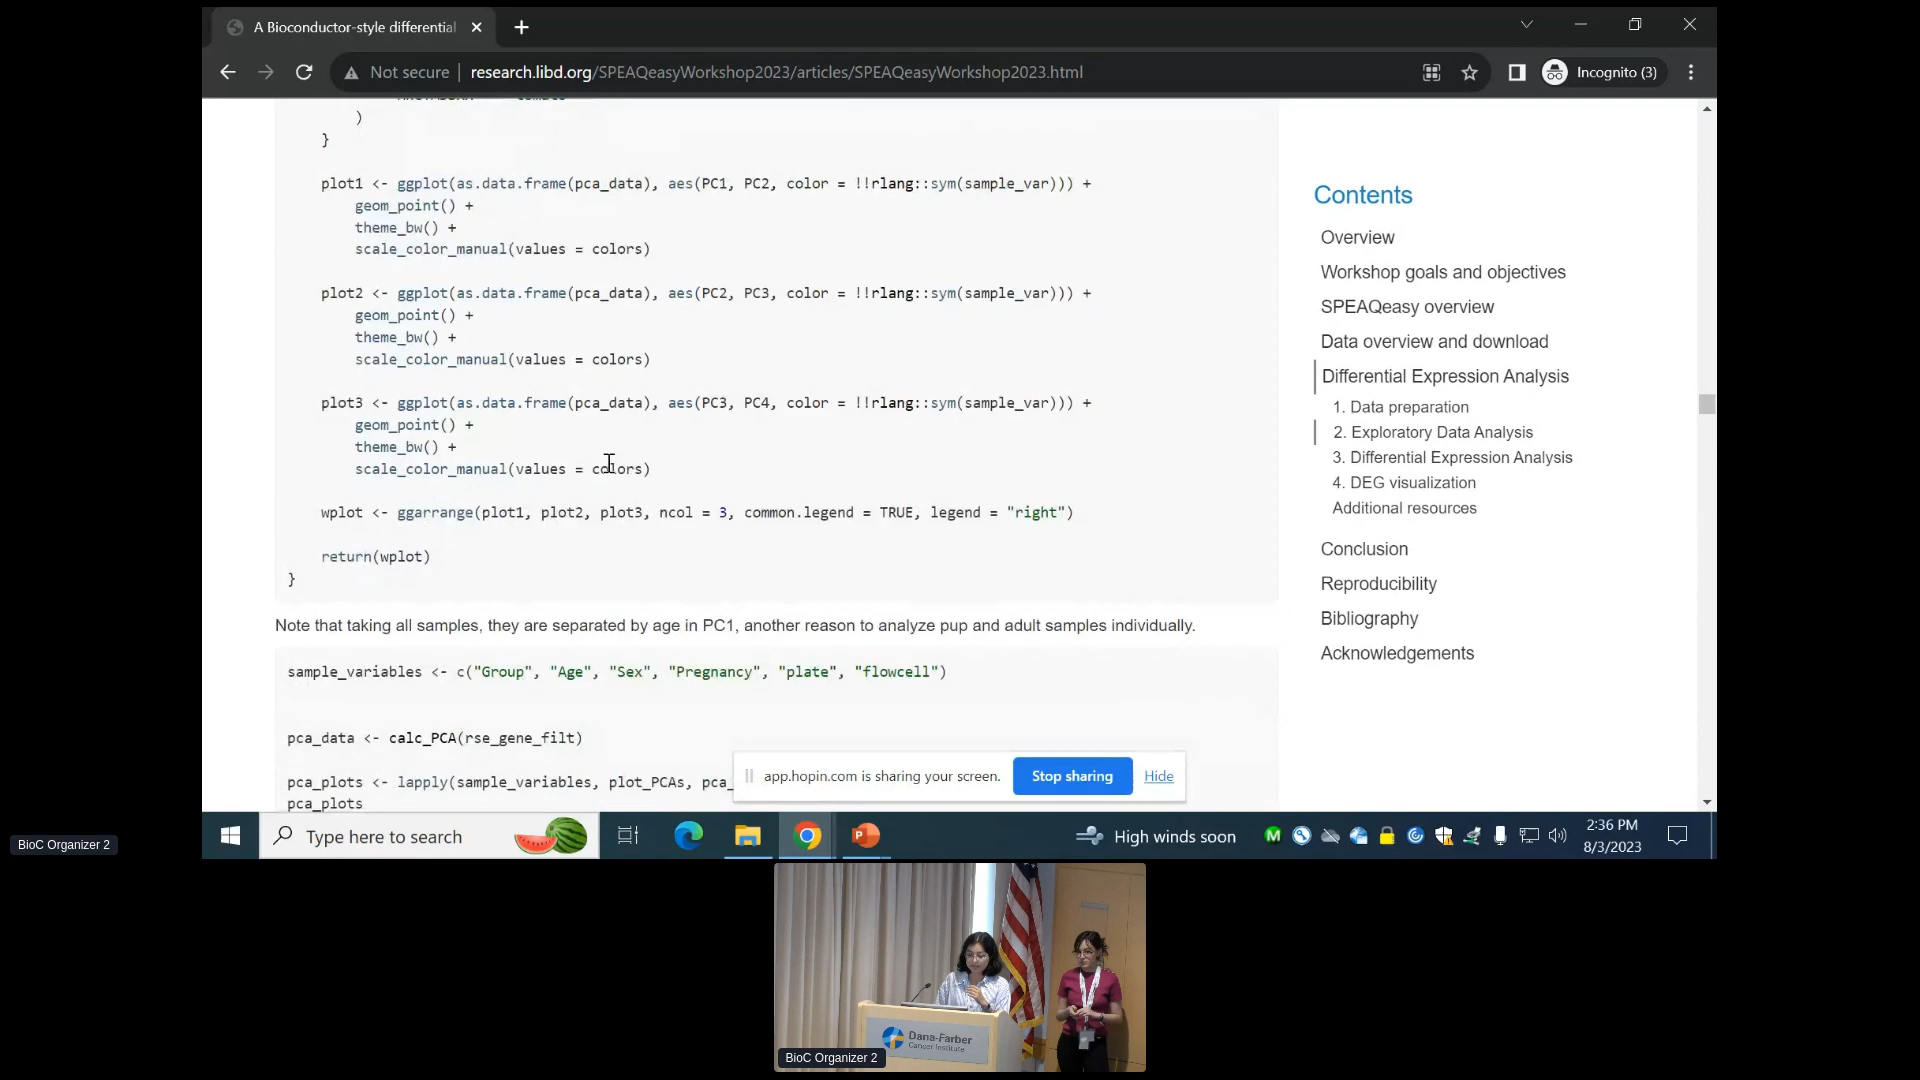 A Bioconductor-style differential
Not secure
research.libd.org/SPEAQeasyWorkshop2023/articles/SPEAQeasyWorkshop2023.html
Incognito (3)
)
}
plot1 <- ggplot(as.data.frame(pca_data), aes(PC1, PC2, color = !!rlang::sym(sample_var))) +
geom_point() +
theme_bw() +
scale_color_manual(values = colors)
plot2 <- ggplot(as.data.frame(pca_data), aes(PC2, PC3, color = !!rlang::sym(sample_var))) +
geom_point() +
theme_bw() +
scale_color_manual(values = colors)
plot3 <- ggplot(as.data.frame(pca_data), aes(PC3, PC4, color = !!rlang::sym(sample_var))) +
geom_point() +
theme_bw() +
scale_color_manual(values = colors)
wplot <- ggarrange(plot1, plot2, plot3, ncol = 3, common.legend = TRUE, legend = "right")
return(wplot)
}
Note that taking all samples, they are separated by age in PC1, another reason to analyze pup and adult samples individually.
sample_variables <- c("Group", "Age", "Sex", "Pregnancy", "plate", "flowcell")
pca_data <- calc_PCA(rse_gene_filt)
pca_plots <- lapply(sample_variables, plot_PCAs, pca_
pca_plots
Contents
Overview
Workshop goals and objectives
SPEAQeasy overview
Data overview and download
Differential Expression Analysis
1. Data preparation
2. Exploratory Data Analysis
3. Differential Expression Analysis
4. DEG visualization
Additional resources
Conclusion
Reproducibility
Bibliography
Acknowledgements
app.hopin.com is sharing your screen.
Stop sharing
Hide
Type here to search
High winds soon
2:36 PM
8/3/2023
BioC Organizer 2
Dana-Farber
Cancer Institute
BioC Organizer 2